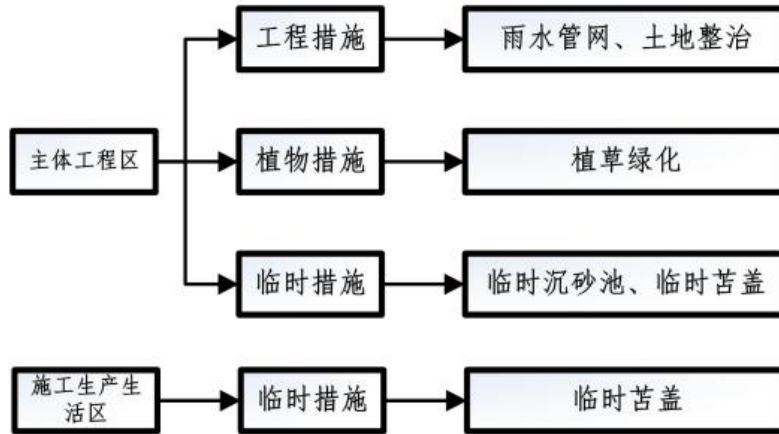 工程措施
雨水管网、土地整治
主体工程区
植物措施
植草绿化
临时措施
临时沉砂池、临时苫盖
施工生产生
活区
临时措施
临时苫盖